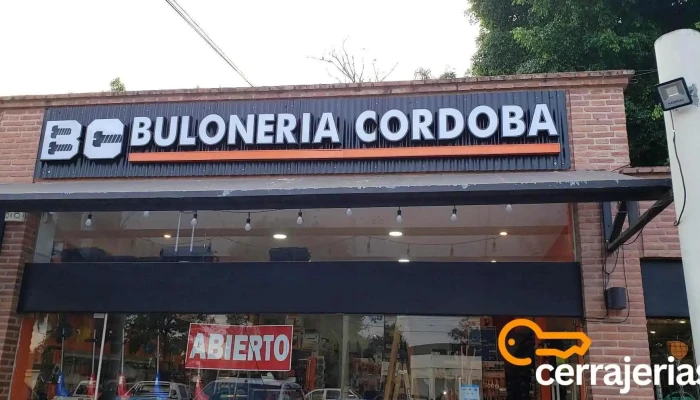 BC BULONERIA CORDOBA
ABIERTO
cerrajerias